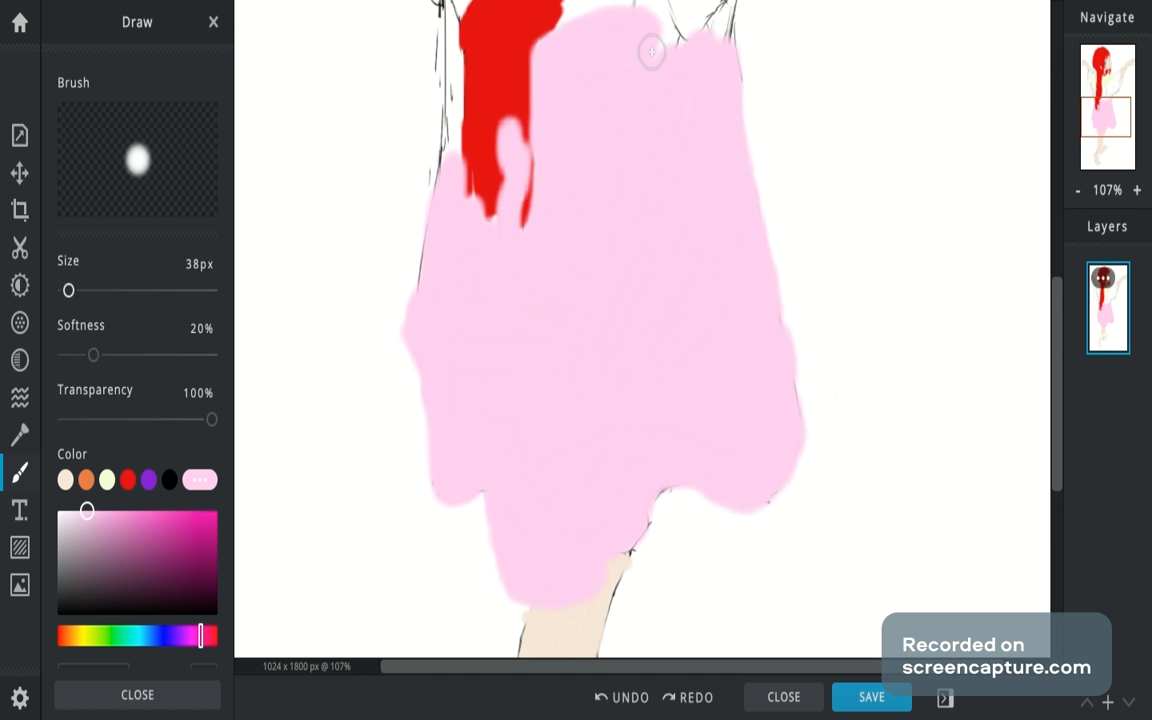 Draw
Brush
Size 38px
Softness 20%
Transparency 100%
Color
CLOSE
1024 x 1800 px @ 107%
UNDO REDO CLOSE SAVE
Navigate
- 107% +
Layers
Recorded on
screencapture.com